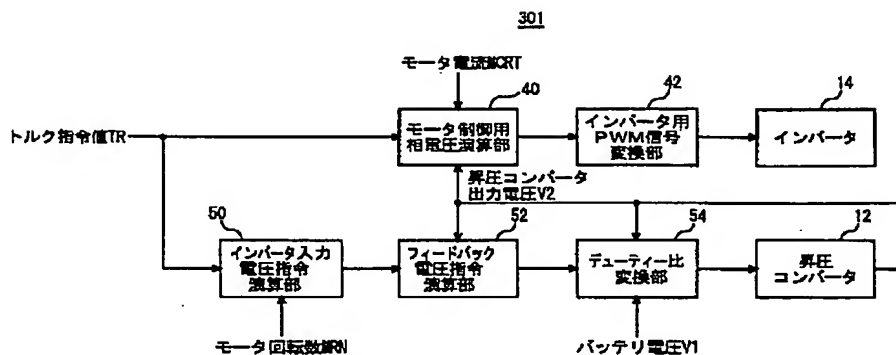 301
モータ電流MCRT
40
42
14
トルク指令値TR
モータ制御用
相電圧演算部
インバータ用
PWM信号
変換部
インバータ
昇圧コンバータ
出力電圧V2
50
52
54
12
インバータ入力
電圧指令
演算部
フィードバック
電圧指令
演算部
デューティー比
変換部
昇圧
コンバータ
モータ回転数MRN
バッテリ電圧V1